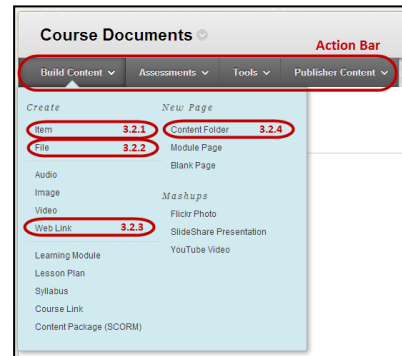 Course Documents
Action Bar
Build Content
Assessments
Tools
Publisher Content
Create
Item 3.2.1
File 3.2.2
Audio
Image
Video
Web Link 3.2.3
Learning Module
Lesson Plan
Syllabus
Course Link
Content Package (SCORM)
New Page
Content Folder 3.2.4
Module Page
Blank Page
Mashups
Flickr Photo
SlideShare Presentation
YouTube Video